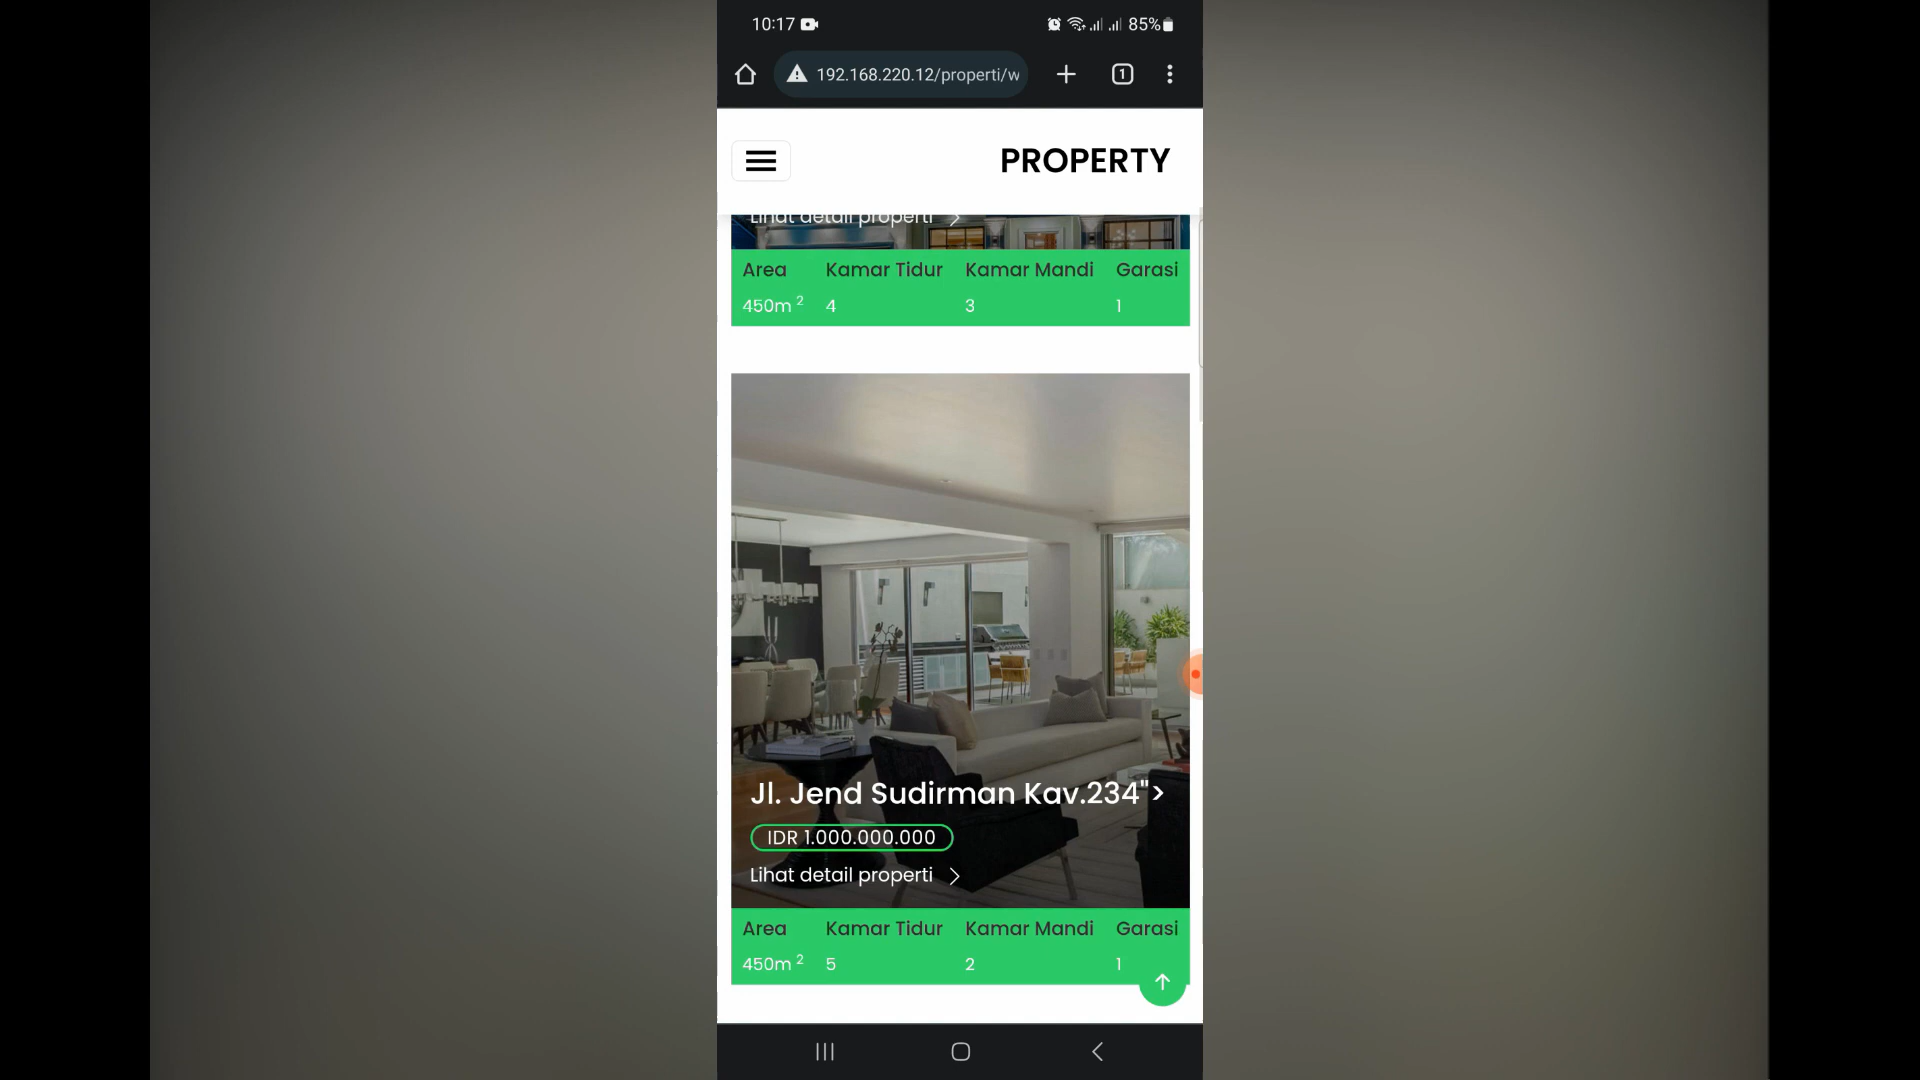 10:17 85%
192.168.220.12/properti/w 1
PROPERTY
Lihat detail properti
Area Kamar Tidur Kamar Mandi Garasi
450m 2 4 3 1
Jl. Jend Sudirman Kav.234">
IDR 1.000.000.000
Lihat detail properti
Area Kamar Tidur Kamar Mandi Garasi
450m 2 5 2 1